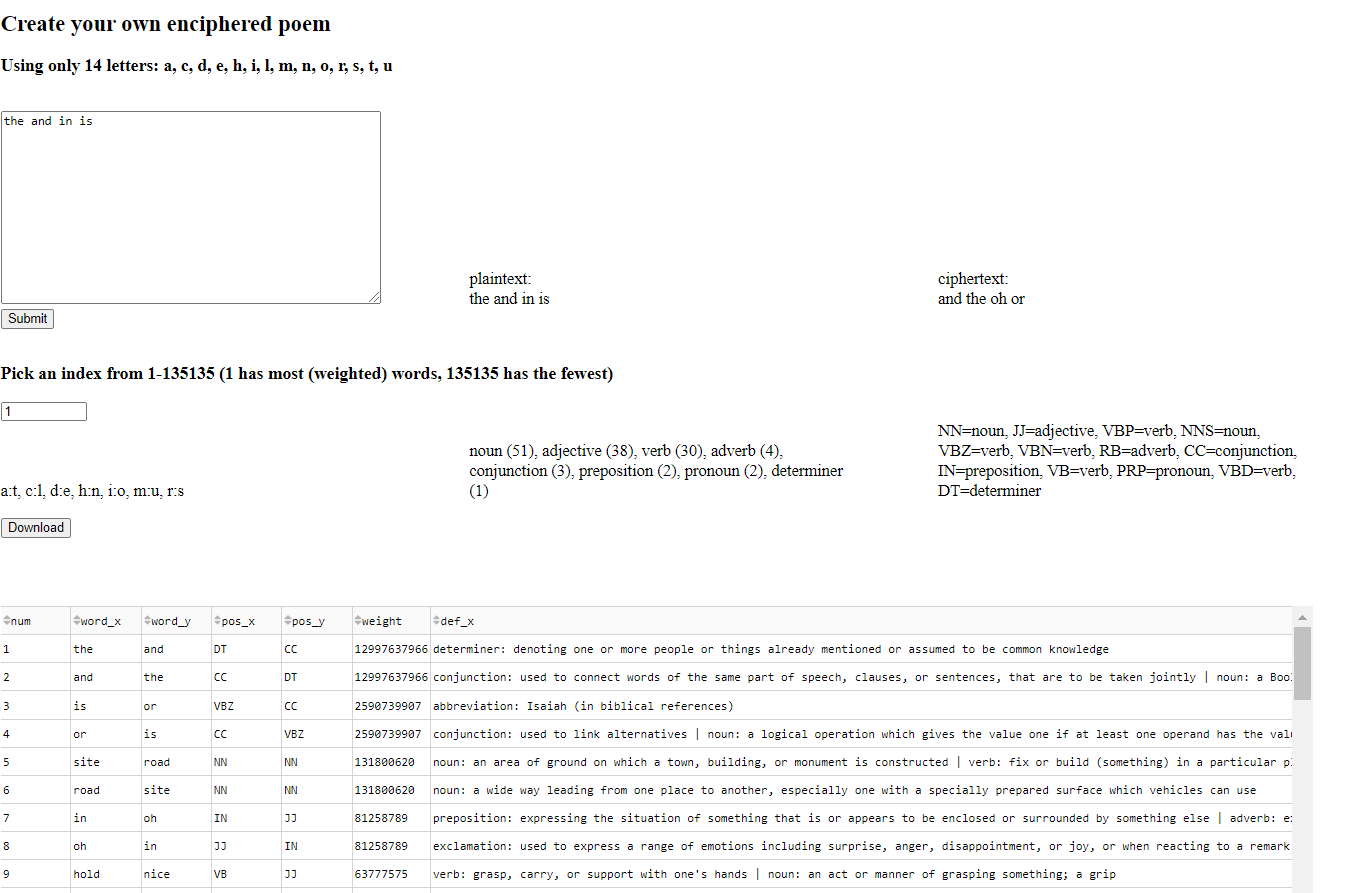 Create your own enciphered poem
Using only 14 letters: a, c, d, e, h, i, l, m, n, o, r, s, t, u
the and in is
plaintext:
the and in is
ciphertext:
and the oh or
Submit
Pick an index from 1-135135 (1 has most (weighted) words, 135135 has the fewest)
1
a:t, c:l, d:e, h:n, i:o, m:u, r:s
noun (51), adjective (38), verb (30), adverb (4),
conjunction (3), preposition (2), pronoun (2), determiner
(1)
NN=noun, JJ=adjective, VBP=verb, NNS=noun,
VBZ=verb, VBN=verb, RB=adverb, CC=conjunction,
IN=preposition, VB=verb, PRP=pronoun, VBD=verb,
DT=determiner
Download
num word_x word_y pos_x pos_y weight def_x
1 the and DT CC 12997637966 determiner: denoting one or more people or things already mentioned or assumed to be common knowledge
2 and the CC DT 12997637966 conjunction: used to connect words of the same part of speech, clauses, or sentences, that are to be taken jointly | noun: a Boo
3 is or VBZ CC 2590739907 abbreviation: Isaiah (in biblical references)
4 or is CC VBZ 2590739907 conjunction: used to link alternatives | noun: a logical operation which gives the value one if at least one operand has the val
5 site road NN NN 131800620 noun: an area of ground on which a town, building, or monument is constructed | verb: fix or build (something) in a particular p
6 road site NN NN 131800620 noun: a wide way leading from one place to another, especially one with a specially prepared surface which vehicles can use
7 in oh IN JJ 81258789 preposition: expressing the situation of something that is or appears to be enclosed or surrounded by something else | adverb: e
8 oh in JJ IN 81258789 exclamation: used to express a range of emotions including surprise, anger, disappointment, or joy, or when reacting to a remark
9 hold nice VB JJ 63777575 verb: grasp, carry, or support with one's hands | noun: an act or manner of grasping something; a grip